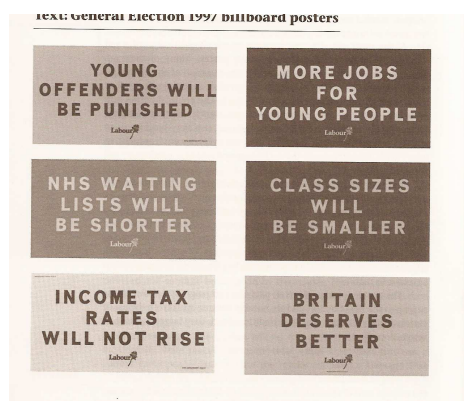 Text: General Election 1997 billboard posters
YOUNG
OFFENDERS WILL
BE PUNISHED
Labour
MORE JOBS
FOR
YOUNG PEOPLE
Labour
NHS WAITING
LISTS WILL
BE SHORTER
Labour
CLASS SIZES
WILL
BE SMALLER
Labour
INCOME TAX
RATES
WILL NOT RISE
Labour
BRITAIN
DESERVES
BETTER
Labour